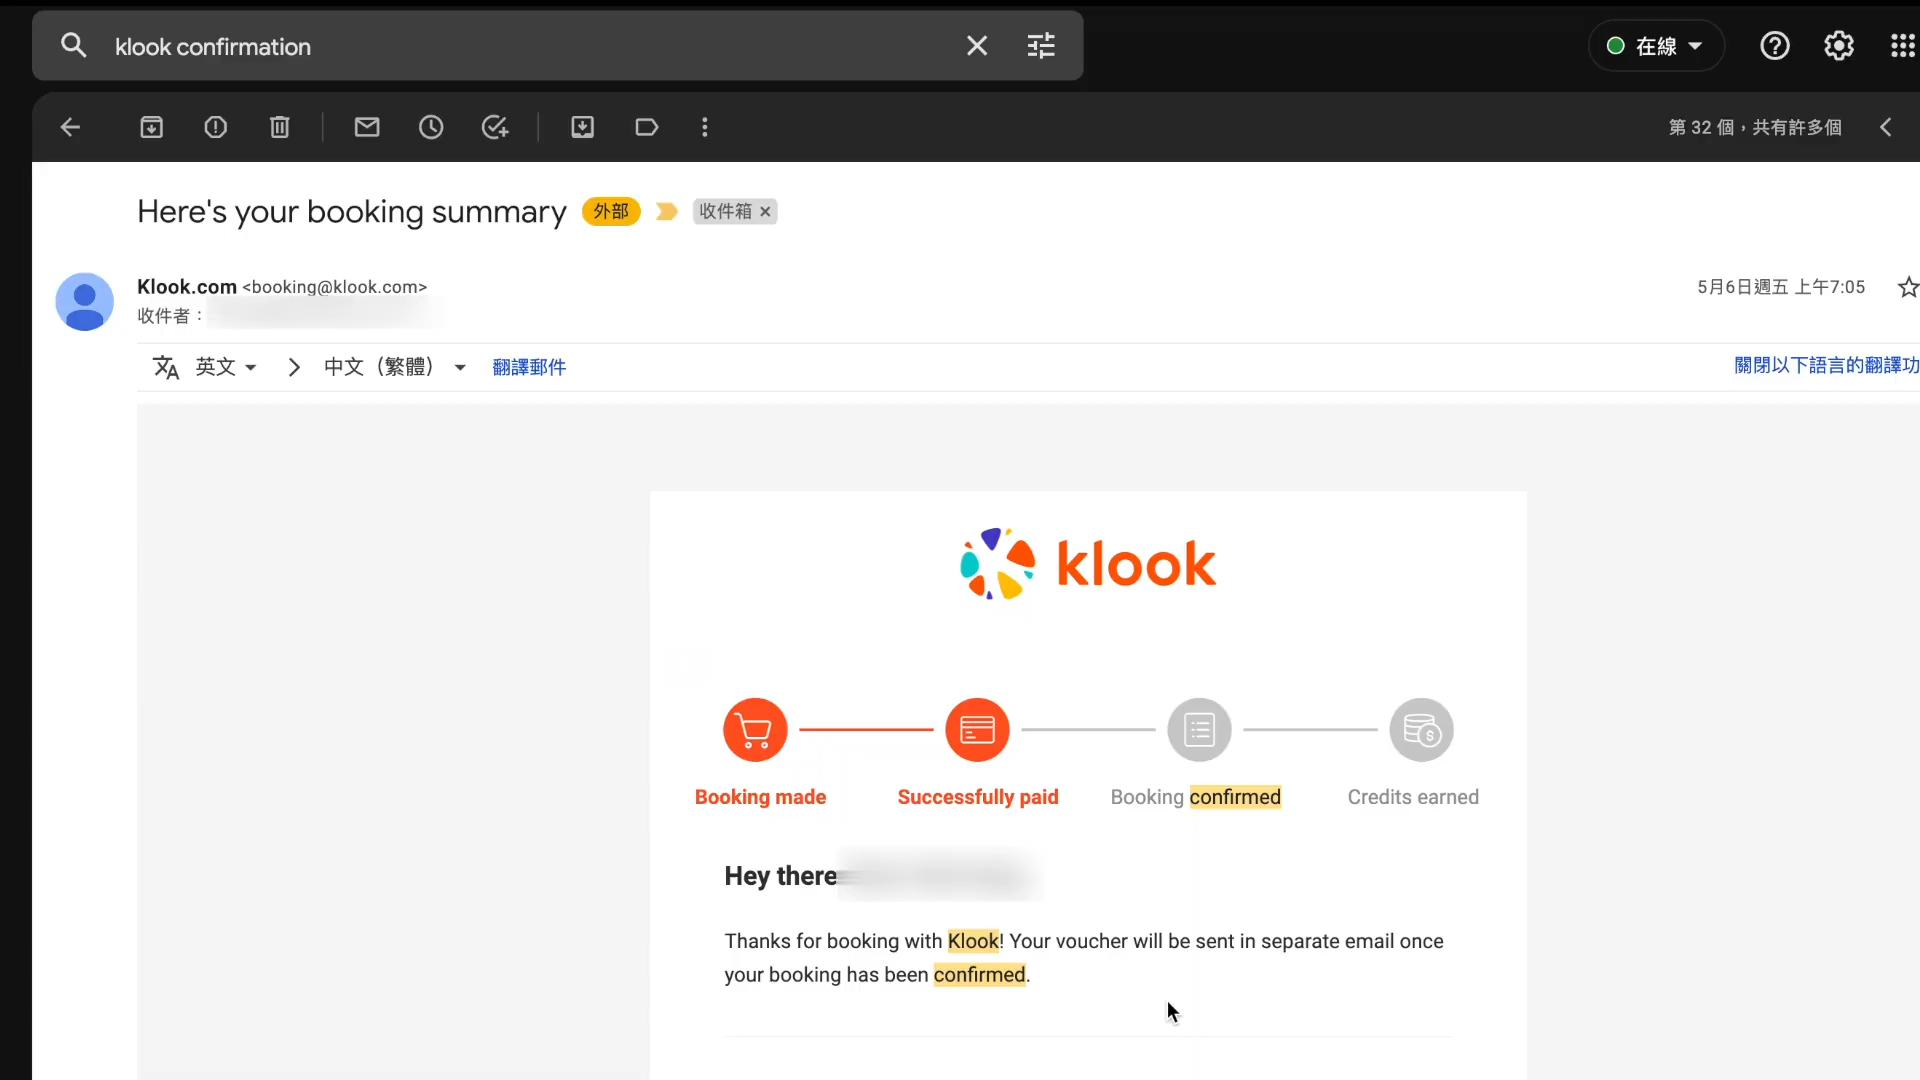 klook confirmation
在線
第 32 個，共有許多個
Here's your booking summary 外部 收件箱
Klook.com <booking@klook.com>
5月6日週五 上午7:05
收件者：
英文 中文（繁體） 翻譯郵件
關閉以下語言的翻譯功
klook
Booking made Successfully paid Booking confirmed Credits earned
Hey there
Thanks for booking with Klook! Your voucher will be sent in separate email once
your booking has been confirmed.